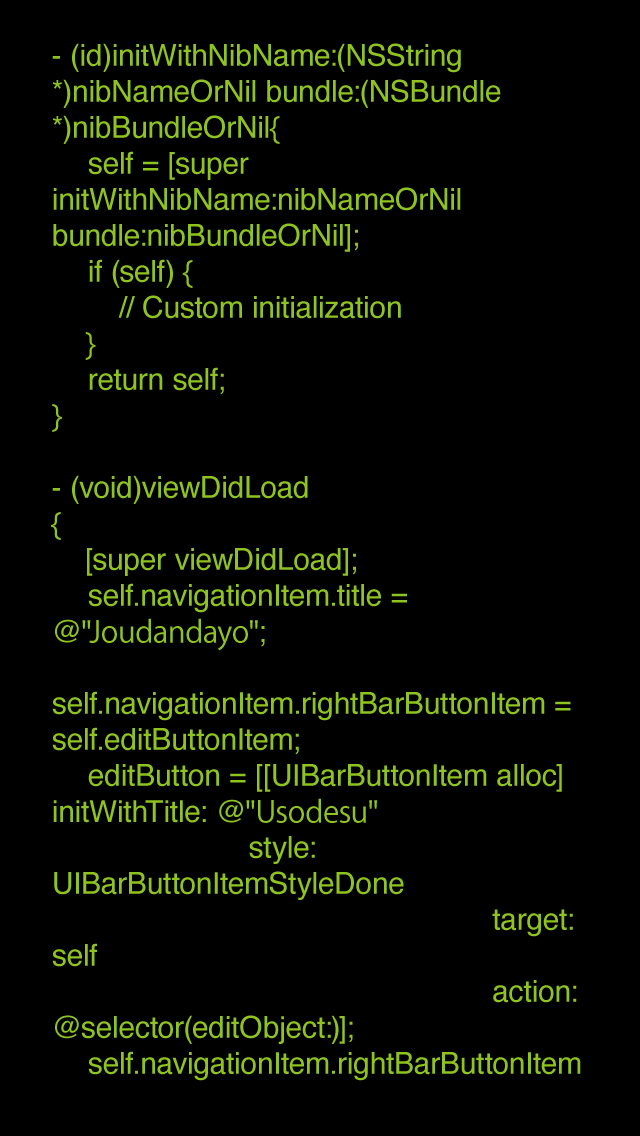 - (id)initWithNibName:(NSString
*)nibNameOrNil bundle:(NSBundle
*)nibBundleOrNil{
self = [super
initWithNibName:nibNameOrNil
bundle:nibBundleOrNil];
if (self) {
// Custom initialization
}
return self;
}
- (void)viewDidLoad
{
[super viewDidLoad];
self.navigationItem.title =
@"Joudandayo";
self.navigationItem.rightBarButtonItem =
self.editButtonItem;
editButton = [[UIBarButtonItem alloc]
initWithTitle: @"Usodesu"
style:
UIBarButtonItemStyleDone
target:
self
action:
@selector(editObject:)];
self.navigationItem.rightBarButtonItem